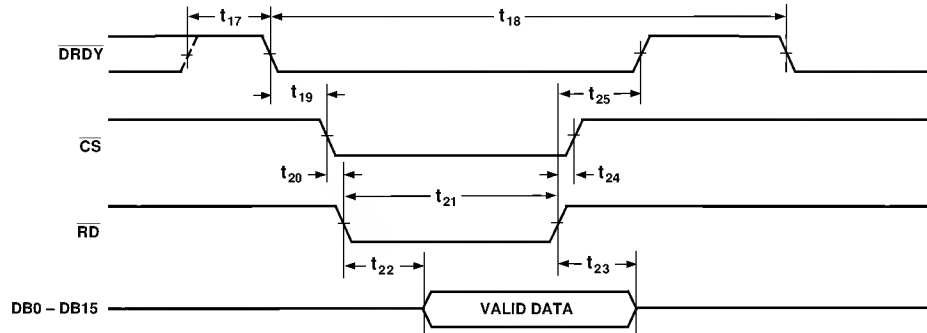 t17
t18
DRDY
t19
t25
CS
t20
t24
t21
RD
t22
t23
DB0 – DB15
VALID DATA